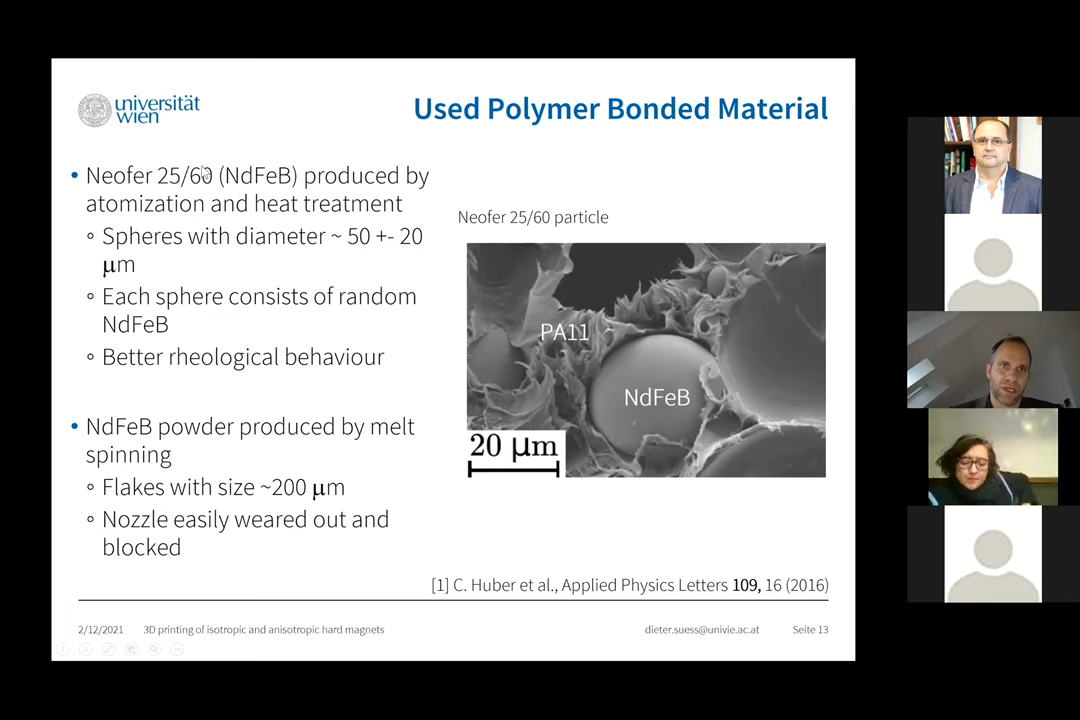 universität
wien
Used Polymer Bonded Material
• Neofer 25/60 (NdFeB) produced by
atomization and heat treatment
◦ Spheres with diameter ~ 50 +- 20
μm
◦ Each sphere consists of random
NdFeB
◦ Better rheological behaviour
• NdFeB powder produced by melt
spinning
◦ Flakes with size ~200 μm
◦ Nozzle easily weared out and
blocked
Neofer 25/60 particle
PA11
NdFeB
20 μm
[1] C. Huber et al., Applied Physics Letters 109, 16 (2016)
2/12/2021 3D printing of isotropic and anisotropic hard magnets dieter.suess@univie.ac.at Seite 13